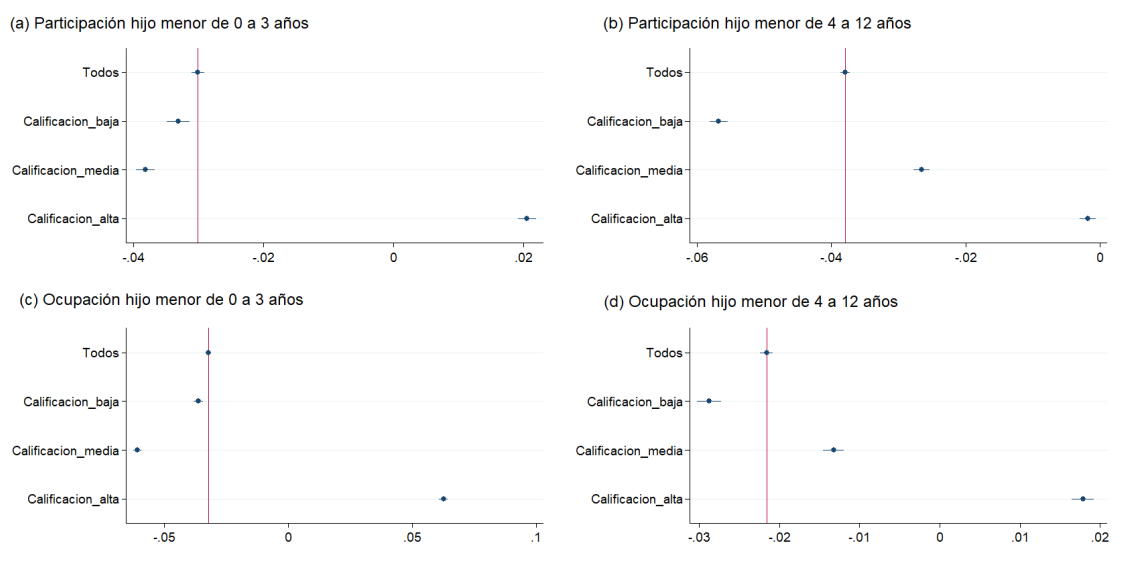 (a) Participación hijo menor de 0 a 3 años
Todos
Calificacion_baja
Calificacion_media
Calificacion_alta
-.04 -.02 0 .02
(b) Participación hijo menor de 4 a 12 años
Todos
Calificacion_baja
Calificacion_media
Calificacion_alta
-.06 -.04 -.02 0
(c) Ocupación hijo menor de 0 a 3 años
Todos
Calificacion_baja
Calificacion_media
Calificacion_alta
-.05 0 .05 .1
(d) Ocupación hijo menor de 4 a 12 años
Todos
Calificacion_baja
Calificacion_media
Calificacion_alta
-.03 -.02 -.01 0 .01 .02